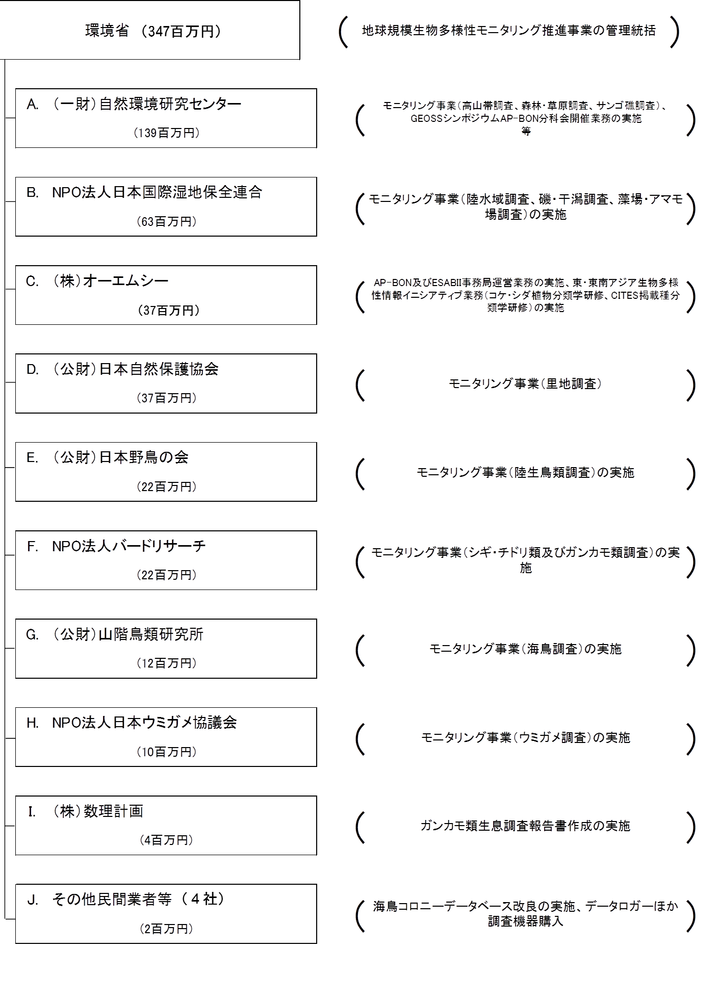 環境省 （347百万円）
地球規模生物多様性モニタリング推進事業の管理統括
A. （一財）自然環境研究センター
（139百万円）
モニタリング事業（高山帯調査、森林・草原調査、サンゴ礁調査）、
GEOSSシンポジウムAP-BON分科会開催業務の実施
等
B. NPO法人日本国際湿地保全連合
（63百万円）
モニタリング事業（陸水域調査、磯・干潟調査、藻場・アマモ
場調査）の実施
C. （株）オーエムシー
（37百万円）
AP-BON及びESABII事務局運営業務の実施、東・東南アジア生物多様
性情報イニシアティブ業務（コケ・シダ植物分類学研修、CITES掲載種分
類学研修）の実施
D. （公財）日本自然保護協会
（37百万円）
モニタリング事業（里地調査）
E. （公財）日本野鳥の会
（22百万円）
モニタリング事業（陸生鳥類調査）の実施
F. NPO法人バードリサーチ
（22百万円）
モニタリング事業（シギ・チドリ類及びガンカモ類調査）の実
施
G. （公財）山階鳥類研究所
（12百万円）
モニタリング事業（海鳥調査）の実施
H. NPO法人日本ウミガメ協議会
（10百万円）
モニタリング事業（ウミガメ調査）の実施
I. （株）数理計画
（4百万円）
ガンカモ類生息調査報告書作成の実施
J. その他民間業者等 （４社）
（2百万円）
海鳥コロニーデータベース改良の実施、データロガーほか
調査機器購入